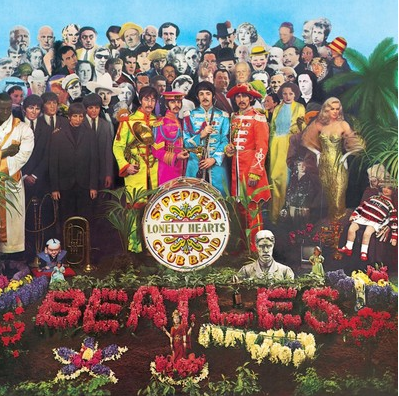 SGT. PEPPERS
LONELY HEARTS
CLUB BAND
BEATLES